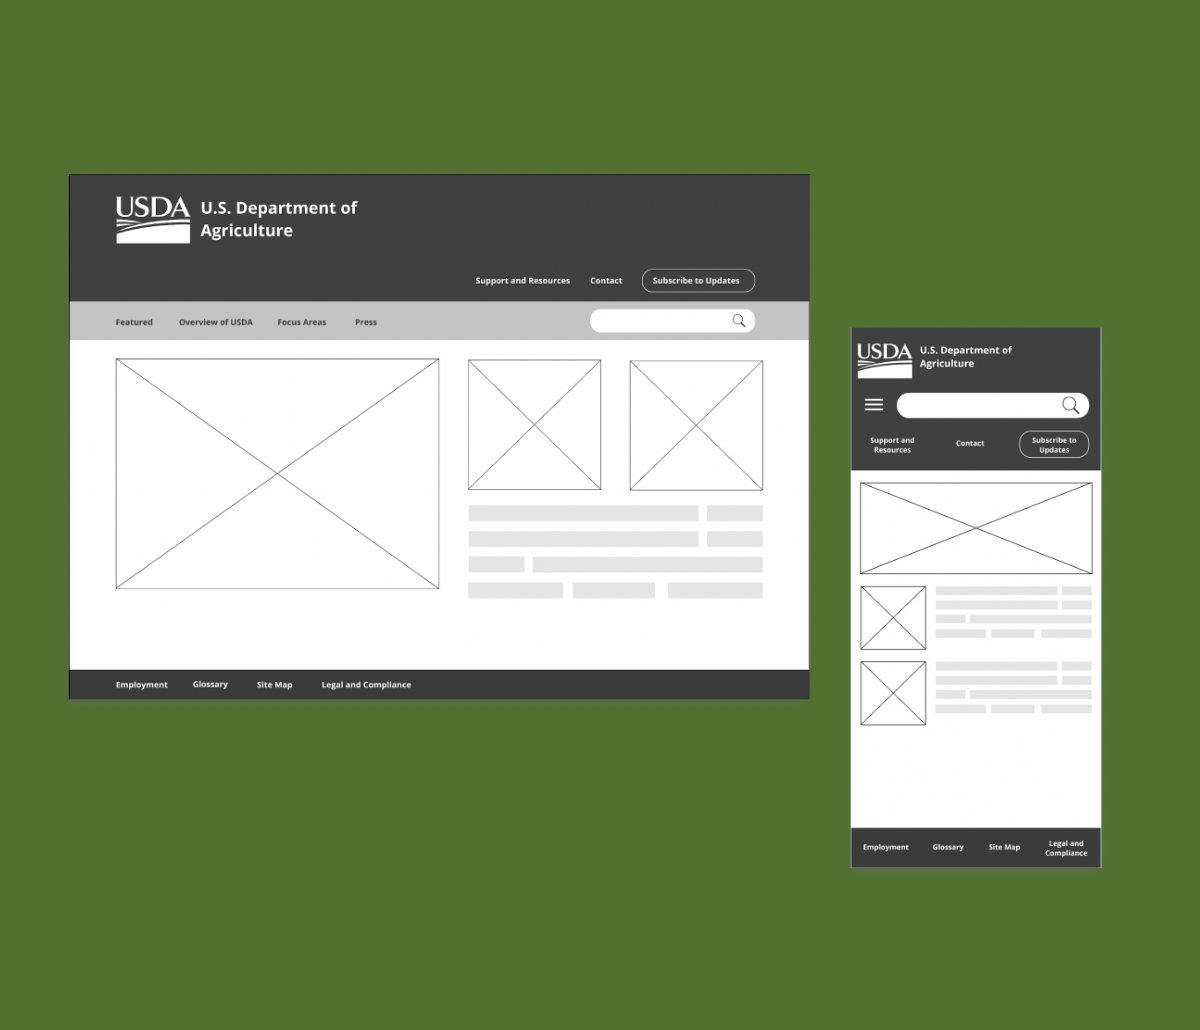 USDA
U.S. Department of
Agriculture
Support and Resources Contact Subscribe to Updates
Featured Overview of USDA Focus Areas Press
Employment Glossary Site Map Legal and Compliance
USDA
U.S. Department of
Agriculture
Support and
Resources
Contact
Subscribe to
Updates
Employment
Glossary
Site Map
Legal and
Compliance